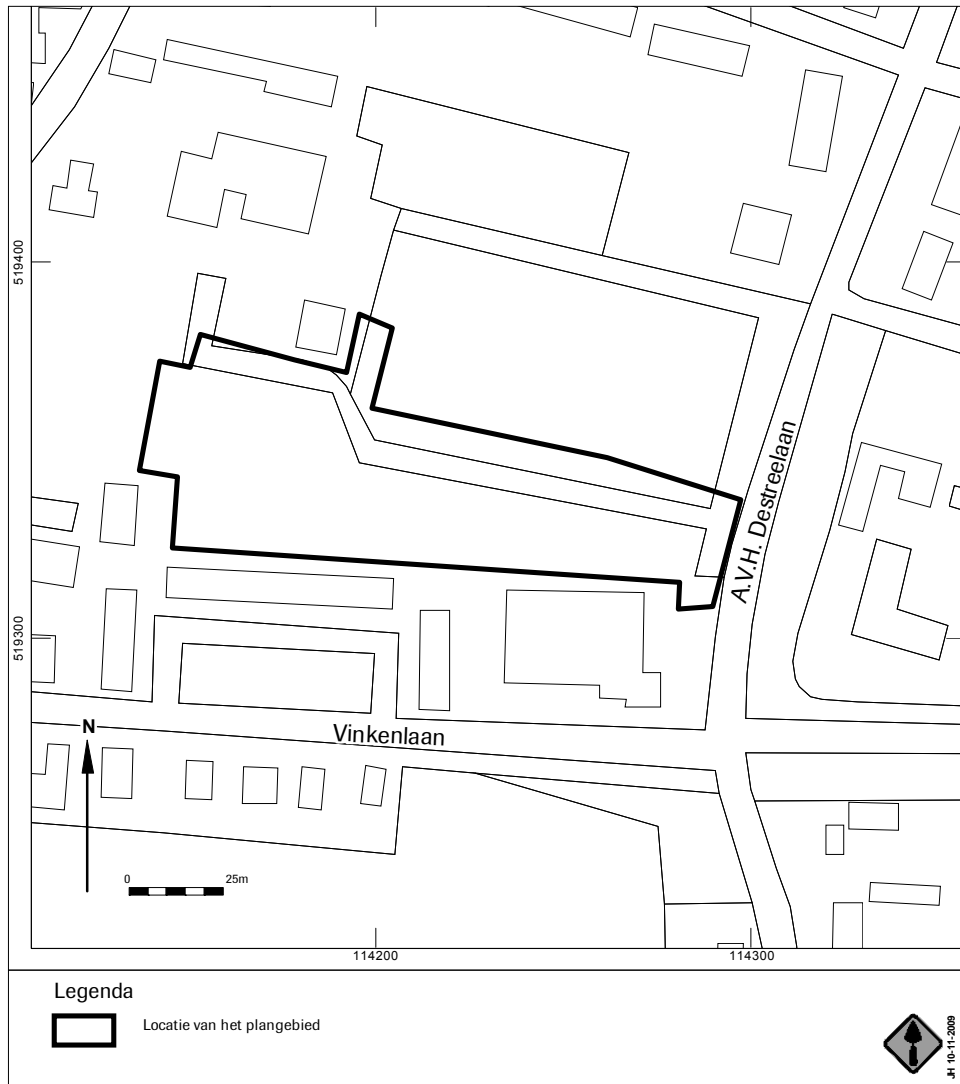 519400
A.V.H. Destreelaan
519300
N
Vinkenlaan
0 25m
114200
114300
Legenda
Locatie van het plangebied
JH 10-11-2009